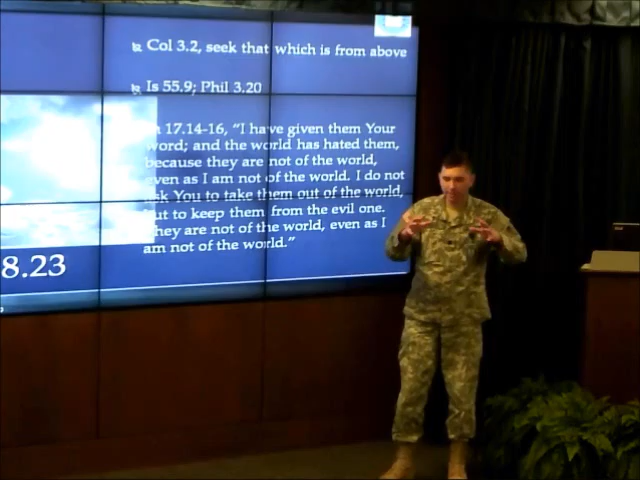 Col 3.2, seek that which is from above
Is 55.9; Phil 3.20
17.14-16, “I have given them Your
word; and the world has hated them,
because they are not of the world,
even as I am not of the world. I do not
ask You to take them out of the world,
but to keep them from the evil one.
They are not of the world, even as I
am not of the world.”
8.23